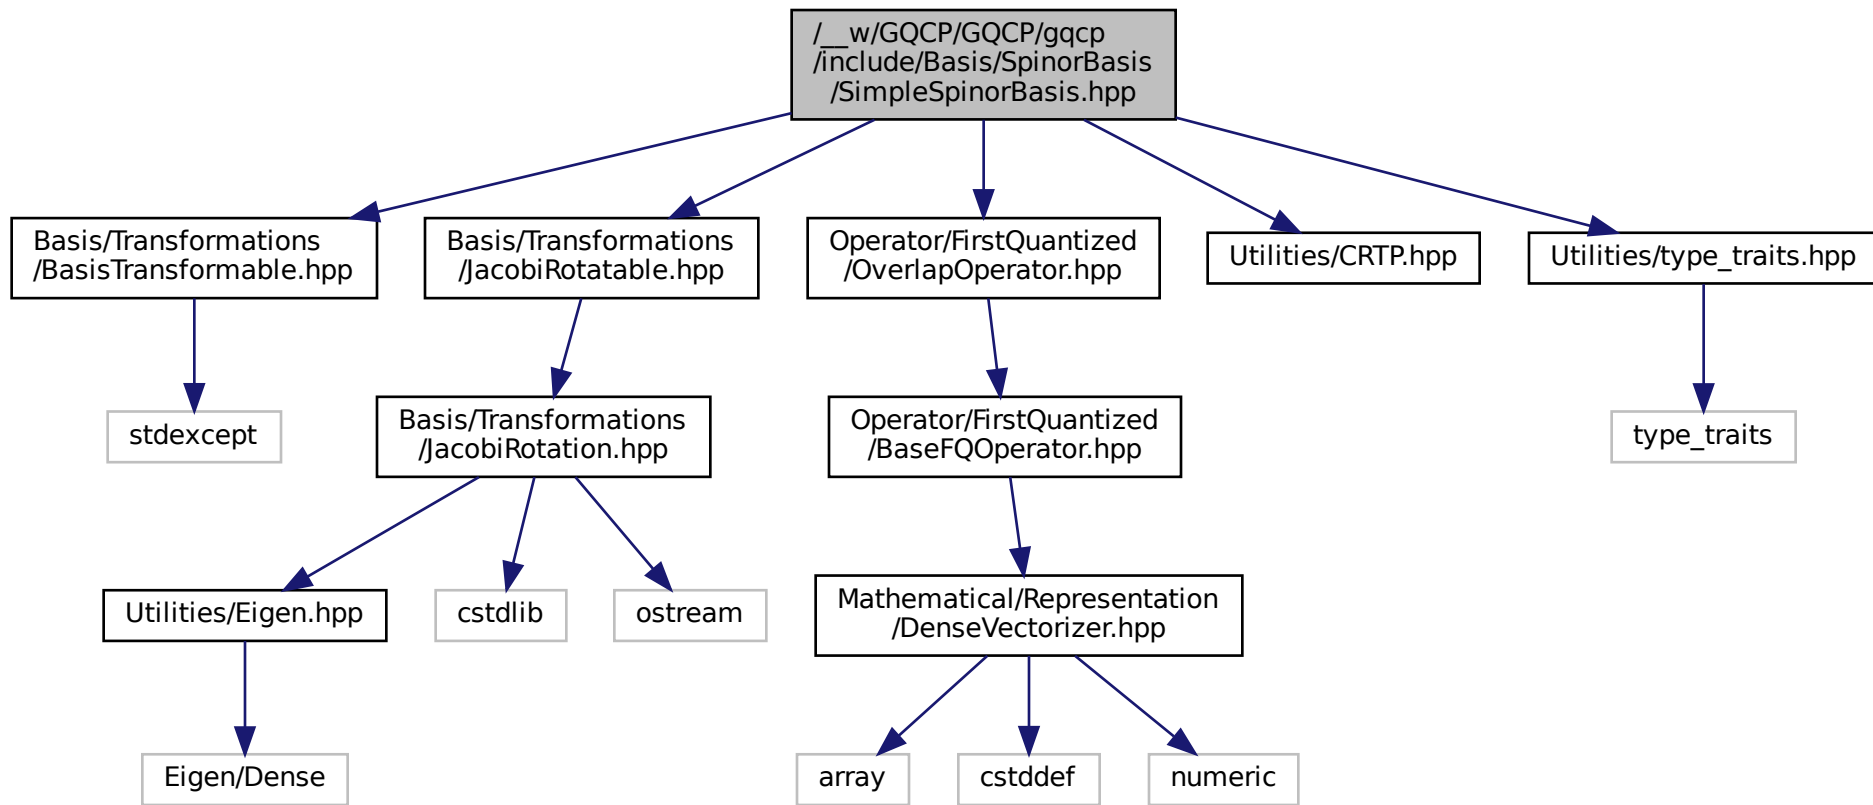 /__w/GQCP/GQCP/gqcp
/include/Basis/SpinorBasis
/SimpleSpinorBasis.hpp
Basis/Transformations
/BasisTransformable.hpp
Basis/Transformations
/JacobiRotatable.hpp
Operator/FirstQuantized
/OverlapOperator.hpp
Utilities/CRTP.hpp
Utilities/type_traits.hpp
stdexcept
Basis/Transformations
/JacobiRotation.hpp
Operator/FirstQuantized
/BaseFQOperator.hpp
type_traits
Utilities/Eigen.hpp
cstdlib
ostream
Mathematical/Representation
/DenseVectorizer.hpp
Eigen/Dense
array
cstddef
numeric